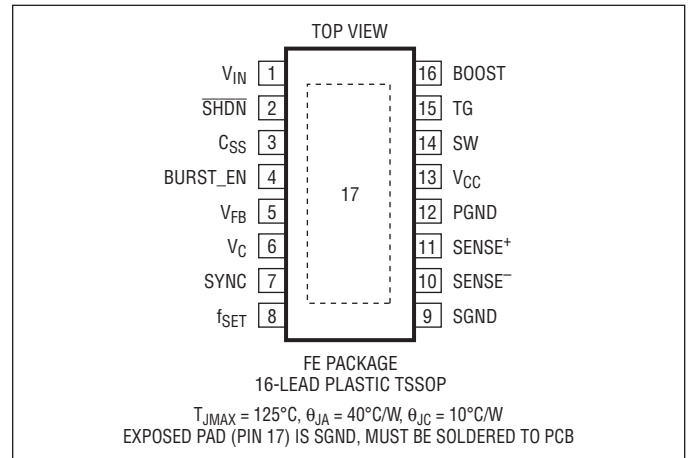 TOP VIEW
V_IN 1
SHDN 2
C_SS 3
BURST_EN 4
V_FB 5
V_C 6
SYNC 7
f_SET 8
17
16 BOOST
15 TG
14 SW
13 V_CC
12 PGND
11 SENSE⁺
10 SENSE⁻
9 SGND
FE PACKAGE
16-LEAD PLASTIC TSSOP
T_JMAX = 125°C, θ_JA = 40°C/W, θ_JC = 10°C/W
EXPOSED PAD (PIN 17) IS SGND, MUST BE SOLDERED TO PCB